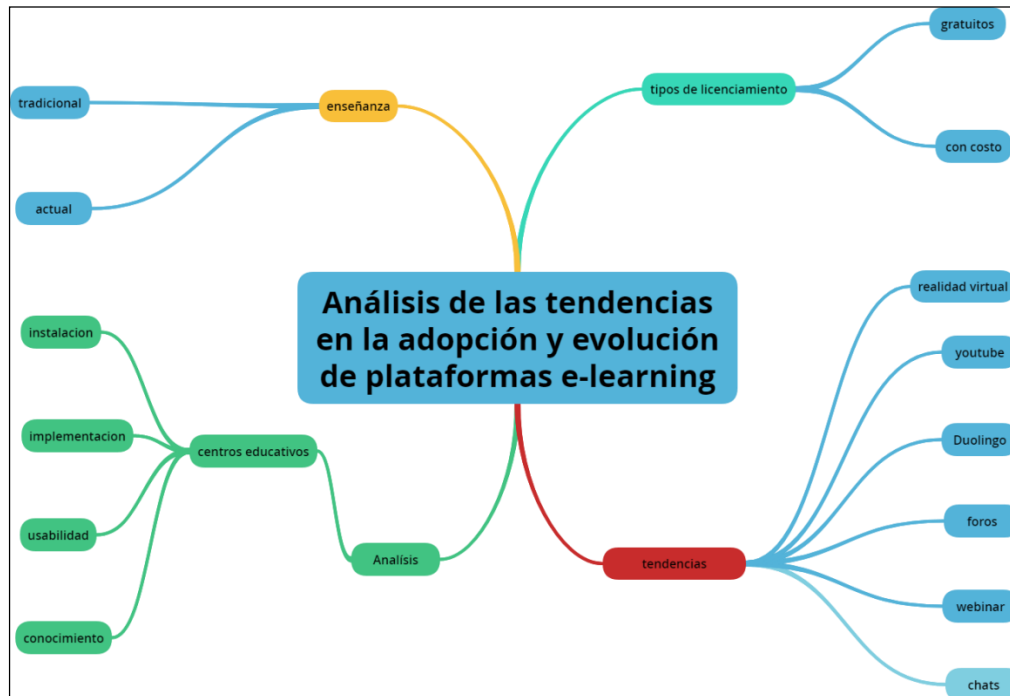 gratuitos
tipos de licenciamiento
con costo
tradicional
enseñanza
actual
Análisis de las tendencias
en la adopción y evolución
de plataformas e-learning
realidad virtual
youtube
Duolingo
foros
webinar
chats
tendencias
instalacion
implementacion
centros educativos
usabilidad
conocimiento
Analísis